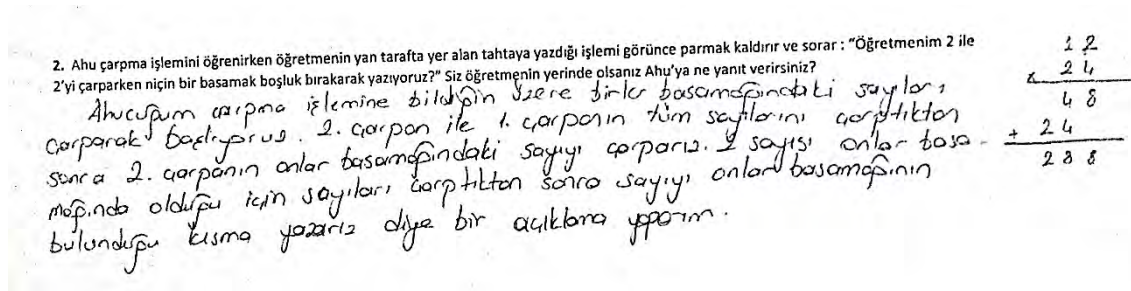 2. Ahu çarpma işlemini öğrenirken öğretmenin yan tarafta yer alan tahtaya yazdığı işlemi görünce parmak kaldırır ve sorar : "Öğretmenim 2 ile
2'yi çarparken niçin bir basamak boşluk bırakarak yazıyoruz?" Siz öğretmenin yerinde olsanız Ahu'ya ne yanıt verirsiniz?
Ahucuğum çarpma işlemine bildiğin üzere birler basamağındaki sayıları
çarparak başlıyoruz. 2. çarpan ile 1. çarpanın tüm sayılarını çarptıktan
sonra 2. çarpanın onlar basamağındaki sayıyı çarparız. 2 sayısı onlar basa-
mağında olduğu için sayıları çarptıktan sonra sayıyı onlar basamağının
bulunduğu kısma yazarız diye bir açıklama yaparım.
12
x 24
48
+ 24
288